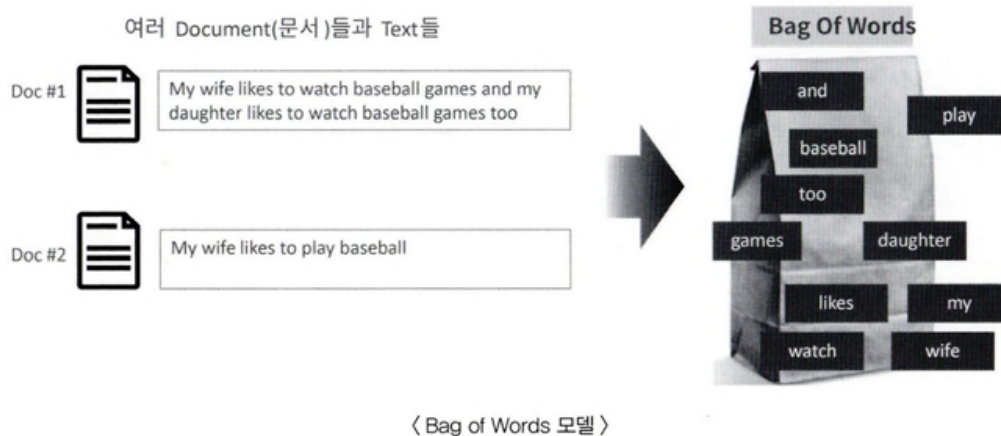 여러 Document(문서)들과 Text들
Doc #1
My wife likes to watch baseball games and my
daughter likes to watch baseball games too
Doc #2
My wife likes to play baseball
Bag Of Words
and
play
baseball
too
games
daughter
likes
my
watch
wife
〈 Bag of Words 모델 〉